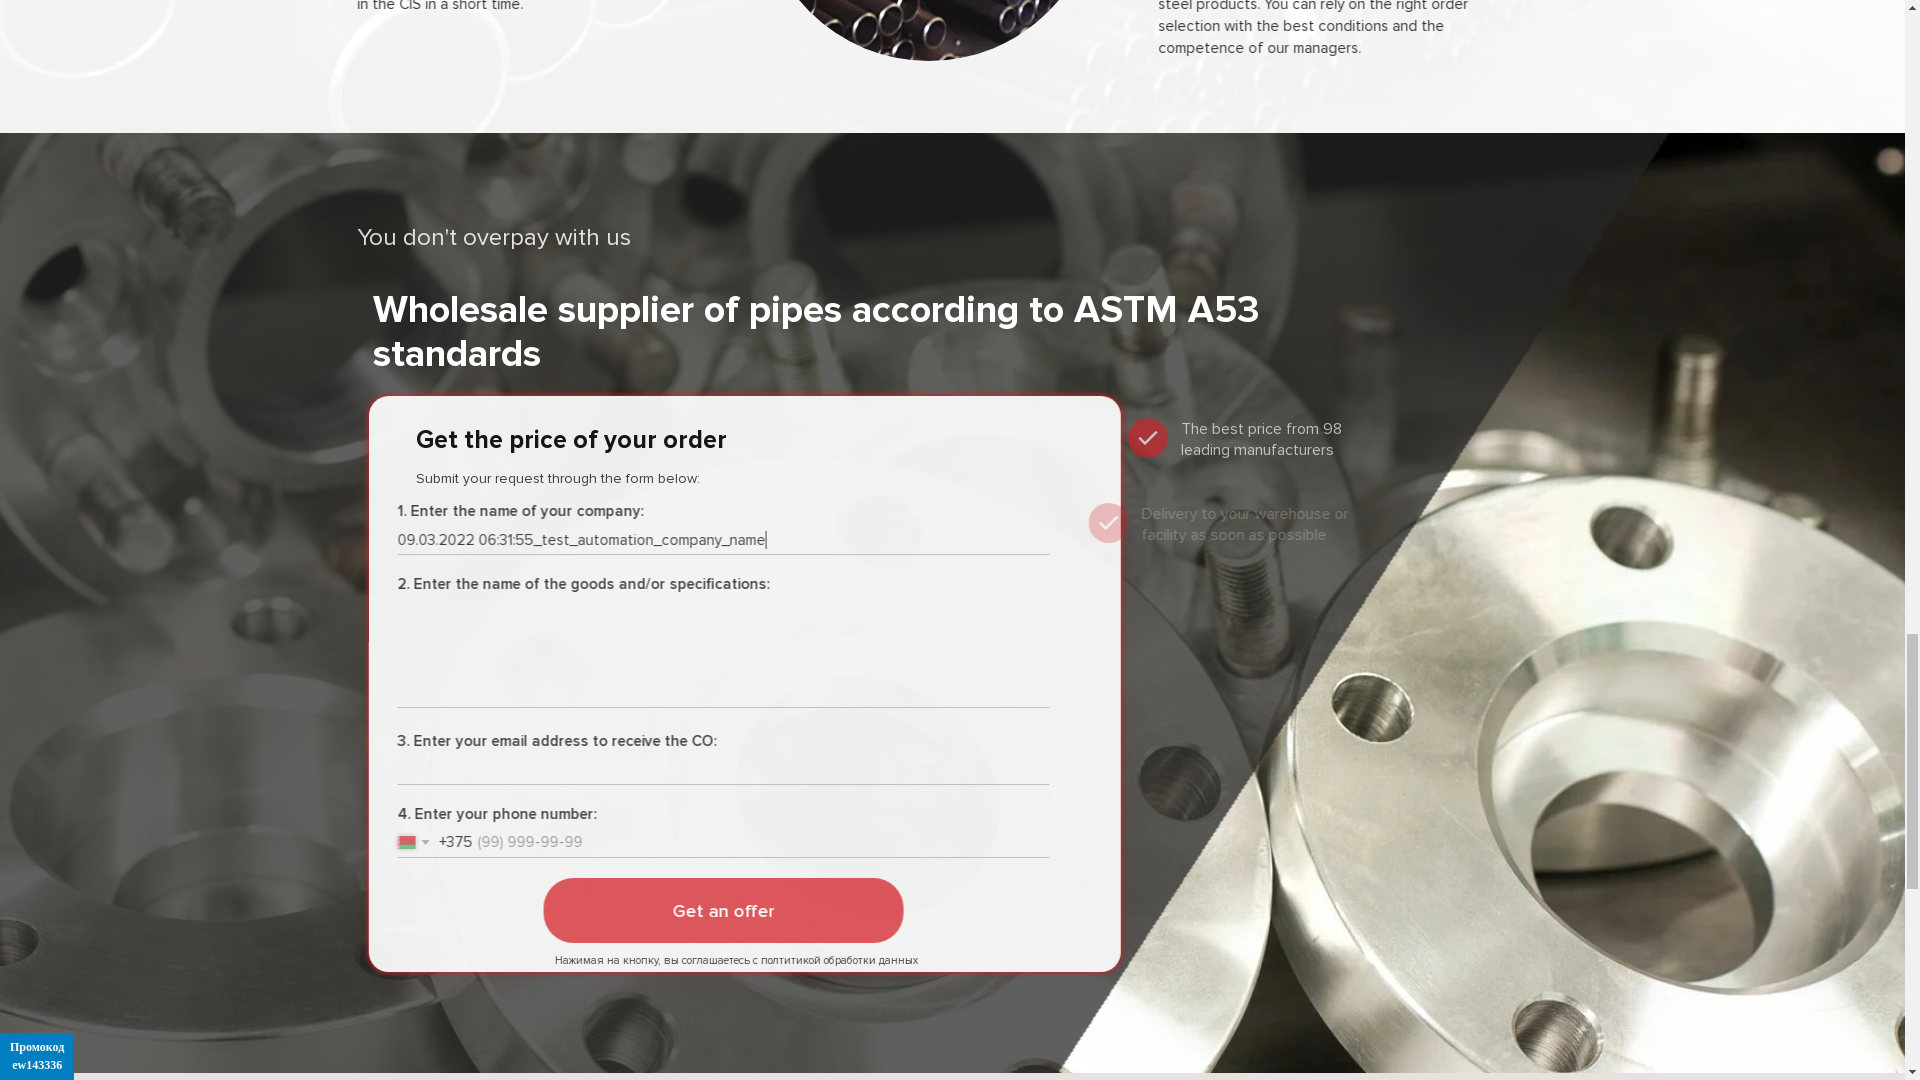 in the CIS in a short time.
steel products. You can rely on the right order
selection with the best conditions and the
competence of our managers.
You don't overpay with us
Wholesale supplier of pipes according to ASTM A53
standards
Get the price of your order
Submit your request through the form below:
1. Enter the name of your company:
09.03.2022 06:31:55_test_automation_company_name
2. Enter the name of the goods and/or specifications:
3. Enter your email address to receive the CO:
4. Enter your phone number:
+375 (99) 999-99-99
Get an offer
Нажимая на кнопку, вы соглашаетесь с полтитикой обработки данных
The best price from 98
leading manufacturers
Delivery to your warehouse or
facility as soon as possible
Промокод
ew143336